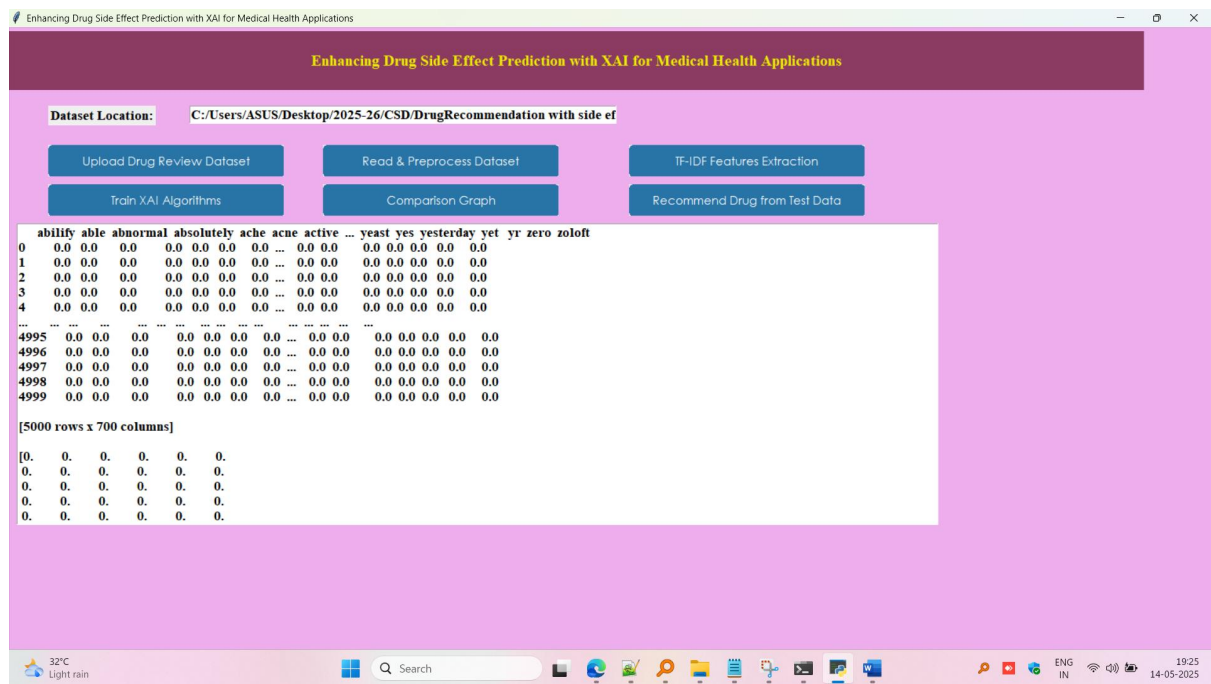 Enhancing Drug Side Effect Prediction with XAI for Medical Health Applications
Enhancing Drug Side Effect Prediction with XAI for Medical Health Applications
Dataset Location: C:/Users/ASUS/Desktop/2025-26/CSD/DrugRecommendation with side ef
Upload Drug Review Dataset Read & Preprocess Dataset TF-IDF Features Extraction
Train XAI Algorithms Comparison Graph Recommend Drug from Test Data
abilify able abnormal absolutely ache acne active ... yeast yes yesterday yet yr zero zoloft
0 0.0 0.0 0.0 0.0 0.0 0.0 0.0 ... 0.0 0.0 0.0 0.0 0.0 0.0 0.0
1 0.0 0.0 0.0 0.0 0.0 0.0 0.0 ... 0.0 0.0 0.0 0.0 0.0 0.0 0.0
2 0.0 0.0 0.0 0.0 0.0 0.0 0.0 ... 0.0 0.0 0.0 0.0 0.0 0.0 0.0
3 0.0 0.0 0.0 0.0 0.0 0.0 0.0 ... 0.0 0.0 0.0 0.0 0.0 0.0 0.0
4 0.0 0.0 0.0 0.0 0.0 0.0 0.0 ... 0.0 0.0 0.0 0.0 0.0 0.0 0.0
... ... ... ... ... ... ... ... ... ... ... ... ... ... ... ...
4995 0.0 0.0 0.0 0.0 0.0 0.0 0.0 ... 0.0 0.0 0.0 0.0 0.0 0.0 0.0
4996 0.0 0.0 0.0 0.0 0.0 0.0 0.0 ... 0.0 0.0 0.0 0.0 0.0 0.0 0.0
4997 0.0 0.0 0.0 0.0 0.0 0.0 0.0 ... 0.0 0.0 0.0 0.0 0.0 0.0 0.0
4998 0.0 0.0 0.0 0.0 0.0 0.0 0.0 ... 0.0 0.0 0.0 0.0 0.0 0.0 0.0
4999 0.0 0.0 0.0 0.0 0.0 0.0 0.0 ... 0.0 0.0 0.0 0.0 0.0 0.0 0.0
[5000 rows x 700 columns]
[0. 0. 0. 0. 0. 0.
0. 0. 0. 0. 0. 0.
0. 0. 0. 0. 0. 0.
0. 0. 0. 0. 0. 0.
0. 0. 0. 0. 0. 0.
32°C
Light rain
Search
ENG
IN
19:25
14-05-2025